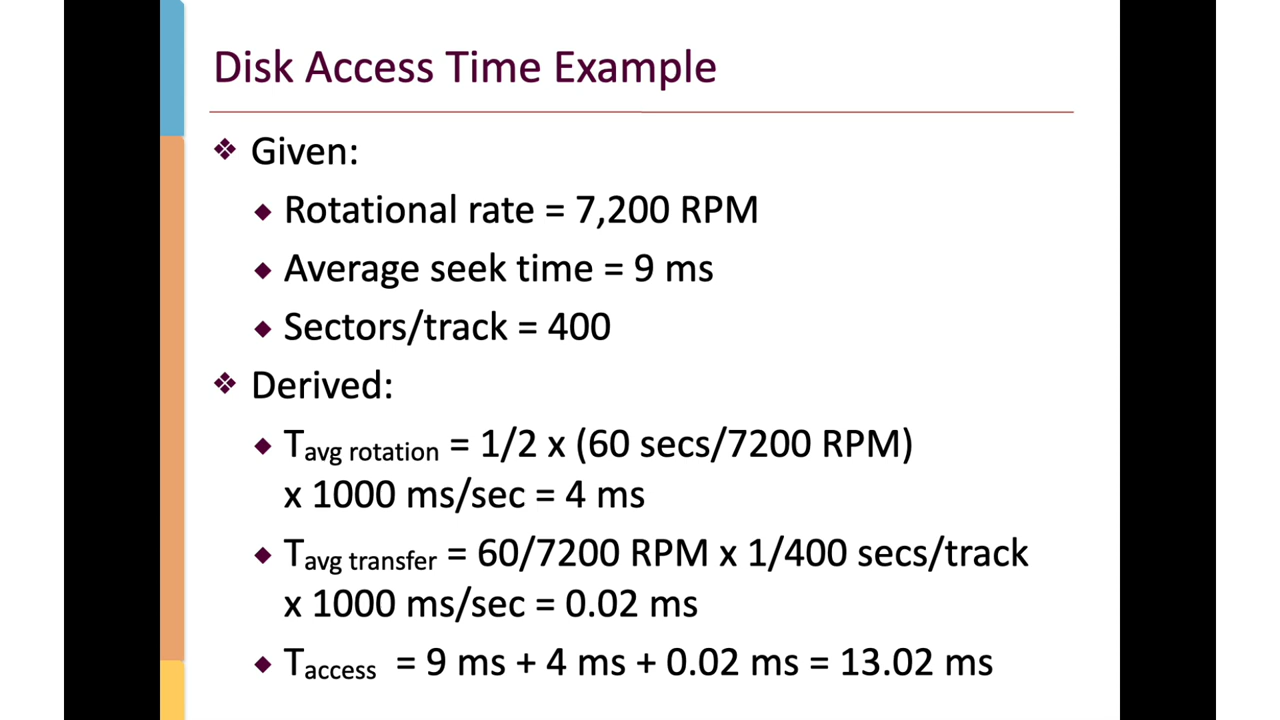 Disk Access Time Example
❖ Given:
◆ Rotational rate = 7,200 RPM
◆ Average seek time = 9 ms
◆ Sectors/track = 400
❖ Derived:
◆ Tavg rotation = 1/2 x (60 secs/7200 RPM)
x 1000 ms/sec = 4 ms
◆ Tavg transfer = 60/7200 RPM x 1/400 secs/track
x 1000 ms/sec = 0.02 ms
◆ Taccess = 9 ms + 4 ms + 0.02 ms = 13.02 ms